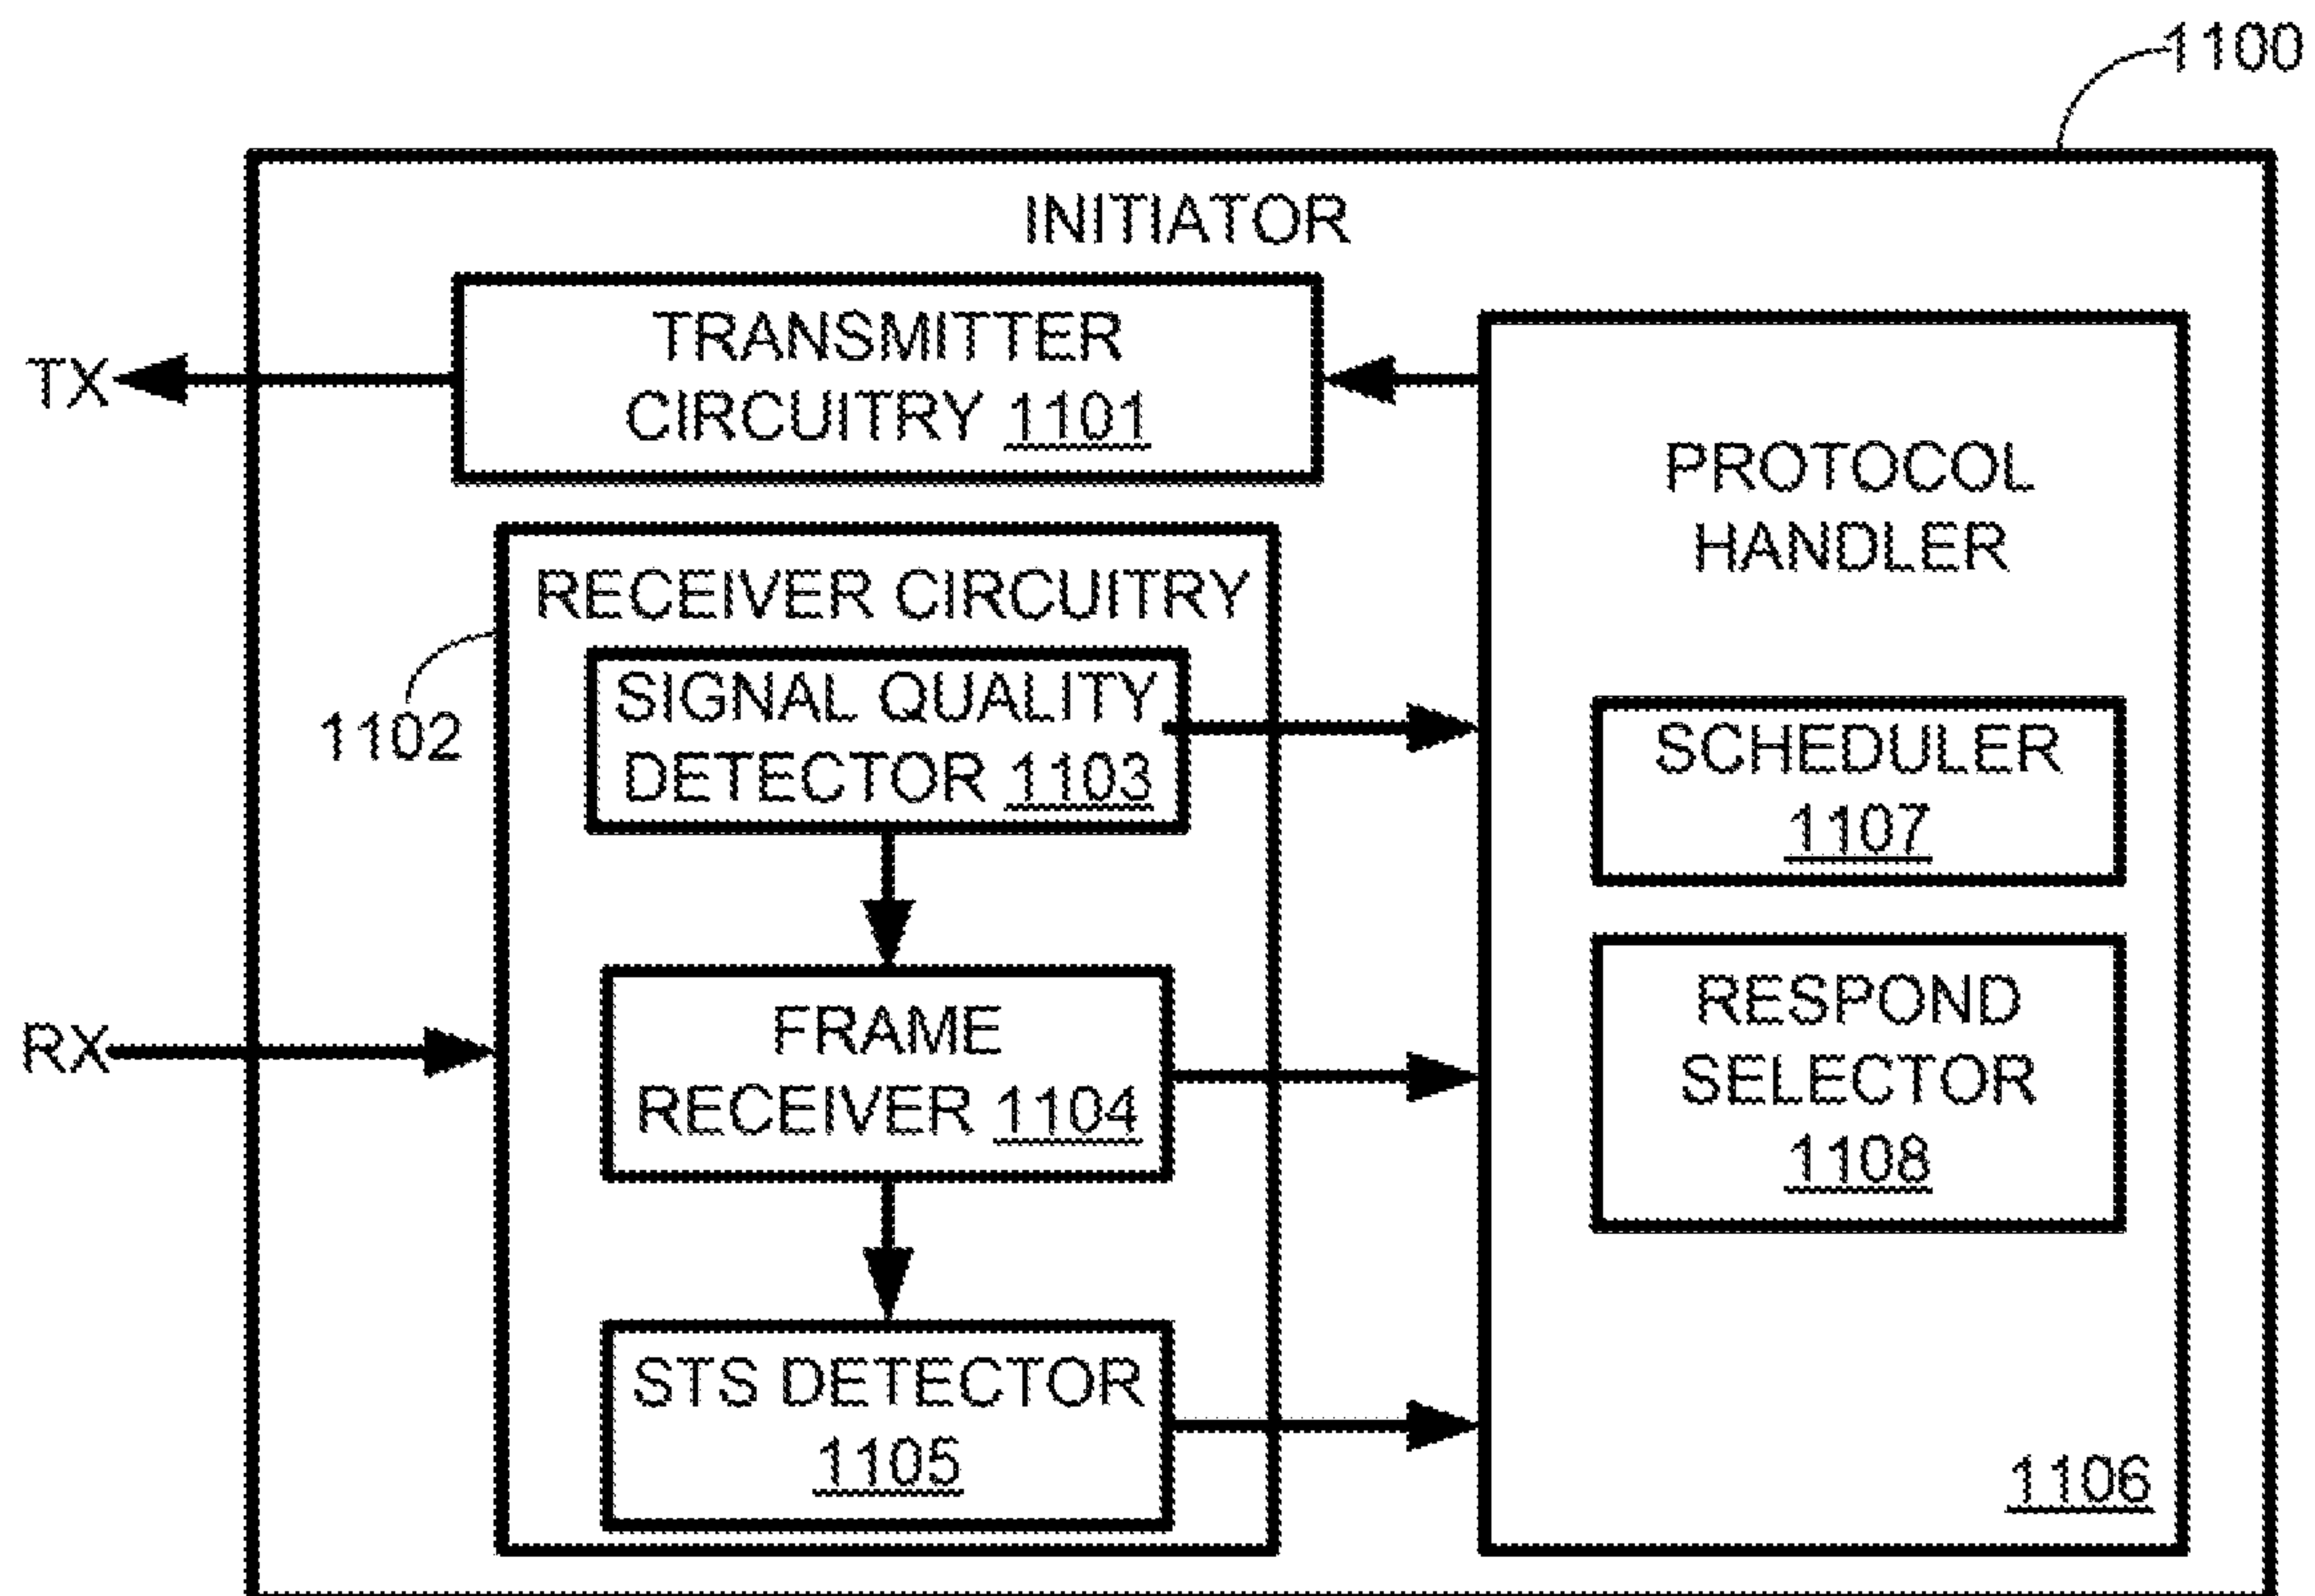 1100
INITIATOR
TRANSMITTER
CIRCUITRY 1101
TX
PROTOCOL
HANDLER
RECEIVER CIRCUITRY
1102
SIGNAL QUALITY
DETECTOR 1103
SCHEDULER
1107
RX
FRAME
RECEIVER 1104
RESPOND
SELECTOR
1108
STS DETECTOR
1105
1106